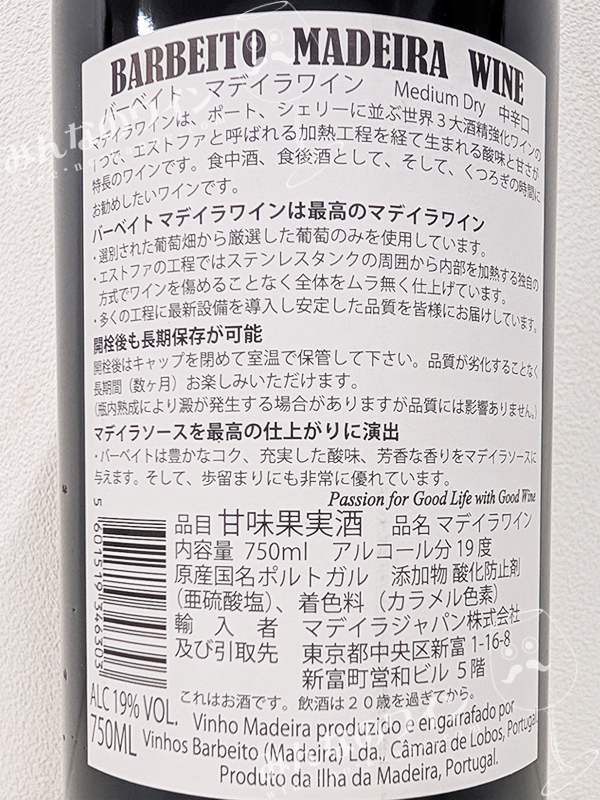 BARBEITO MADEIRA WINE
バーベイト マデイラワイン Medium Dry 中辛口
マデイラワインは、ポート、シェリーに並ぶ世界3大酒精強化ワインの
1つで、エストファと呼ばれる加熱工程を経て生まれる酸味と甘さが
特長のワインです。食中酒、食後酒として、そして、くつろぎの時間に
お勧めしたいワインです。
バーベイト マデイラワインは最高のマデイラワイン
・選別された葡萄畑から厳選した葡萄のみを使用しています。
・エストファの工程ではステンレスタンクの周囲から内部を加熱する独自の
方式でワインを傷めることなく全体をムラ無く仕上げています。
・多くの工程に最新設備を導入し安定した品質を皆様にお届けしています。
開栓後も長期保存が可能
開栓後はキャップを閉めて室温で保管して下さい。品質が劣化することなく
長期間（数ヶ月）お楽しみいただけます。
（瓶内熟成により澱が発生する場合がありますが品質には影響ありません。）
マデイラソースを最高の仕上がりに演出
・バーベイトは豊かなコク、充実した酸味、芳香な香りをマデイラソースに
与えます。そして、歩留まりにも非常に優れています。
Passion for Good Life with Good Wine
品目 甘味果実酒 品名 マデイラワイン
内容量 750ml アルコール分 19度
原産国名ポルトガル 添加物 酸化防止剤
（亜硫酸塩）、着色料（カラメル色素）
輸入者 マデイラジャパン株式会社
及び引取先 東京都中央区新富 1-16-8
新富町営和ビル 5階
これはお酒です。飲酒は20歳を過ぎてから。
5 601519 346303
ALC 19% VOL.
750ML
Vinho Madeira produzido e engarrafado por
Vinhos Barbeito (Madeira) Lda., Câmara de Lobos, Portugal.
Produto da Ilha da Madeira, Portugal.
みんなのワイン